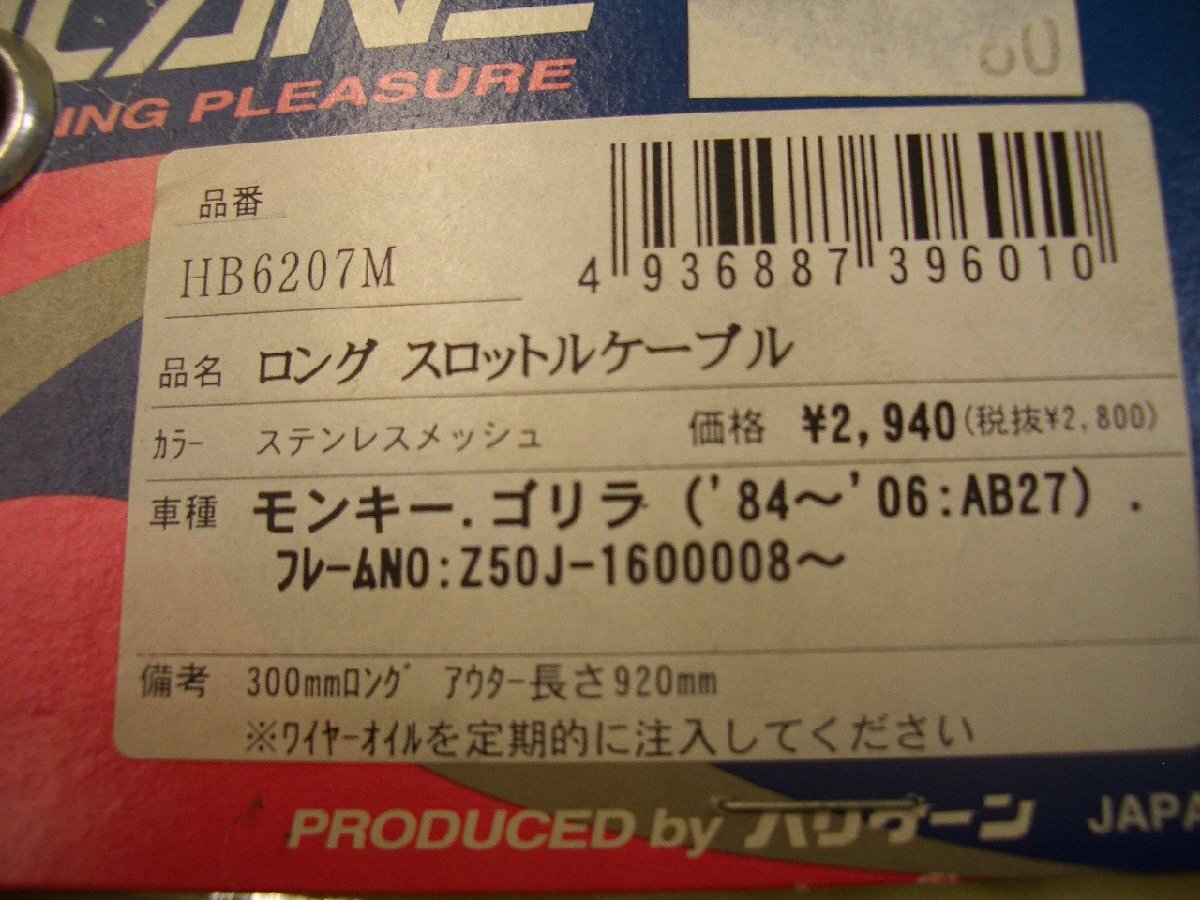 ING PLEASURE
80
品番
HB6207M
4 936887 396010
品名 ロング スロットルケーブル
カラー ステンレスメッシュ 価格 ¥2,940(税抜¥2,800)
車種 モンキー.ゴリラ('84～'06:AB27).
フレームNO:Z50J-1600008～
備考 300mmロング アウター長さ920mm
※ワイヤーオイルを定期的に注入してください
PRODUCED by ハリケーン JAPA